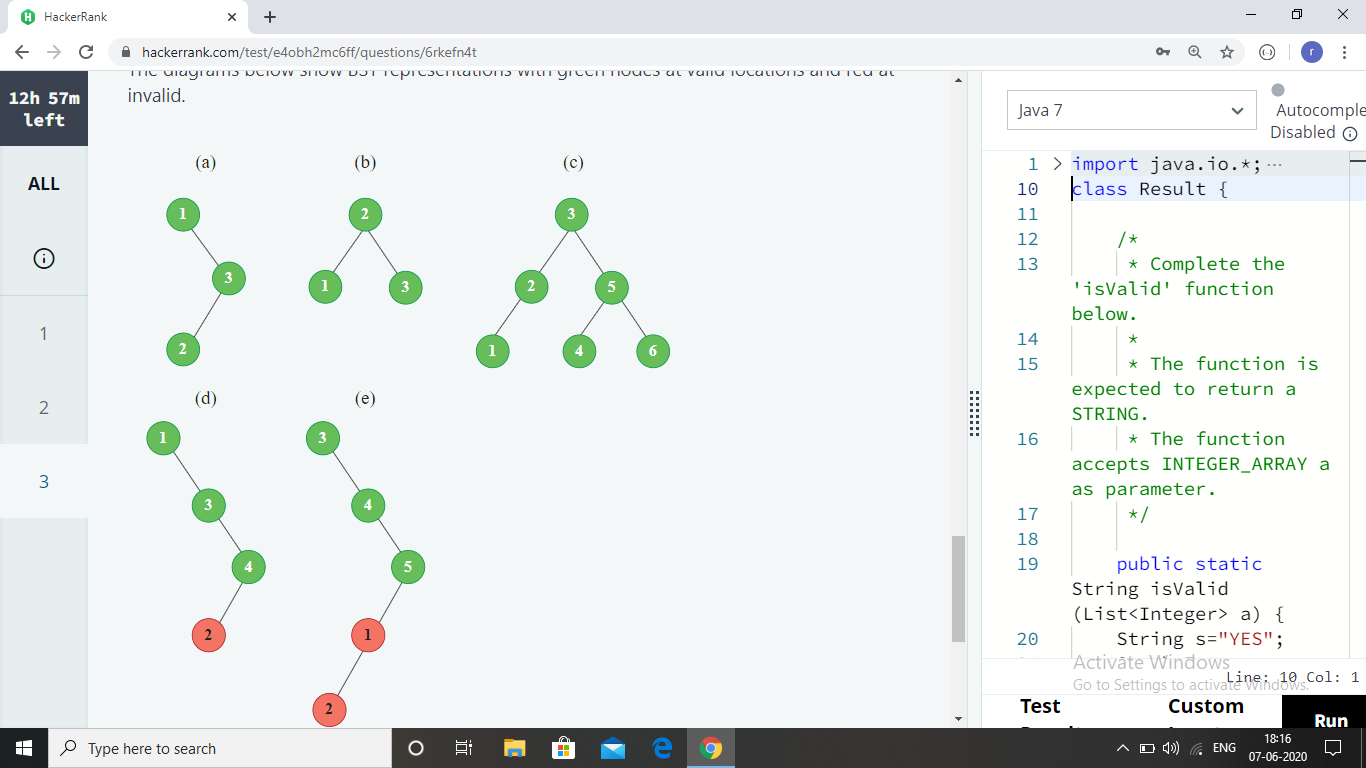 HackerRank
hackerrank.com/test/e4obh2mc6ff/questions/6rkefn4t
r
12h 57m
left
ALL
1
2
3
The diagrams below show BST representations with green nodes at valid locations and red at
invalid.
(a)
(b)
(c)
1
2
3
3
1
3
2
5
2
1
4
6
(d)
(e)
1
3
3
4
4
5
2
1
2
Java 7
Autocomple
Disabled
1 import java.io.*;
10 class Result {
11
12 /*
13 * Complete the
'isValid' function
below.
14 *
15 * The function is
expected to return a
STRING.
16 * The function
accepts INTEGER_ARRAY a
as parameter.
17 */
18
19 public static
String isValid
(List<Integer> a) {
20 String s="YES";
Activate Windows
Go to Settings to activate Windows.
Line: 10 Col: 1
Test
Custom
Run
Type here to search
ENG
18:16
07-06-2020